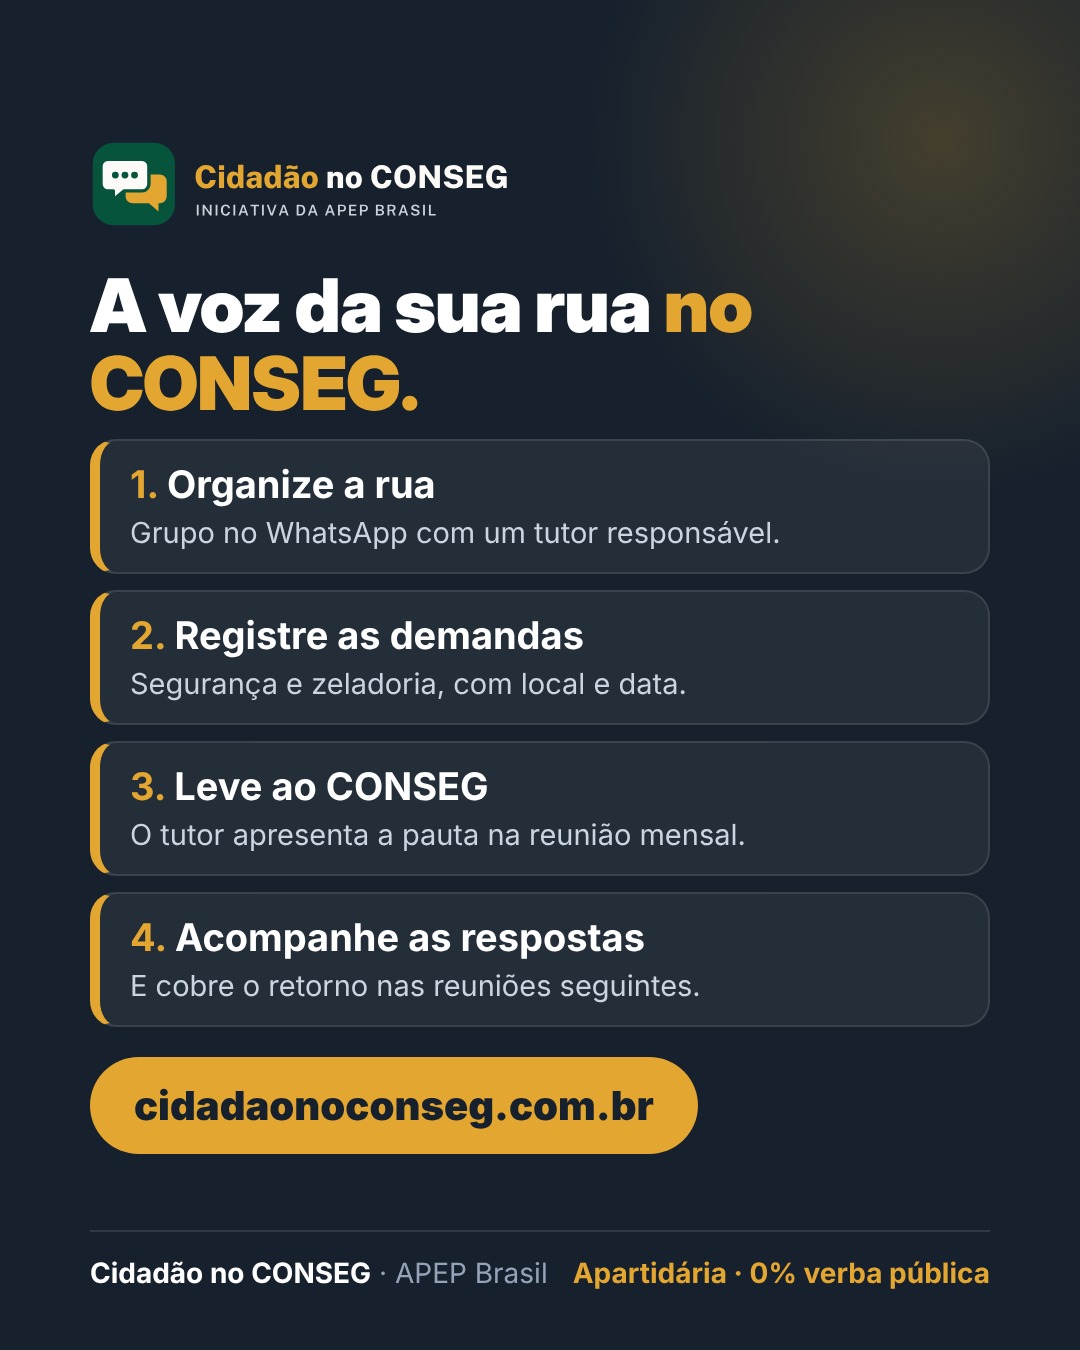 Cidadão no CONSEG
INICIATIVA DA APEP BRASIL
A voz da sua rua no
CONSEG.
1. Organize a rua
Grupo no WhatsApp com um tutor responsável.
2. Registre as demandas
Segurança e zeladoria, com local e data.
3. Leve ao CONSEG
O tutor apresenta a pauta na reunião mensal.
4. Acompanhe as respostas
E cobre o retorno nas reuniões seguintes.
cidadaonoconseg.com.br
Cidadão no CONSEG · APEP Brasil Apartidária · 0% verba pública